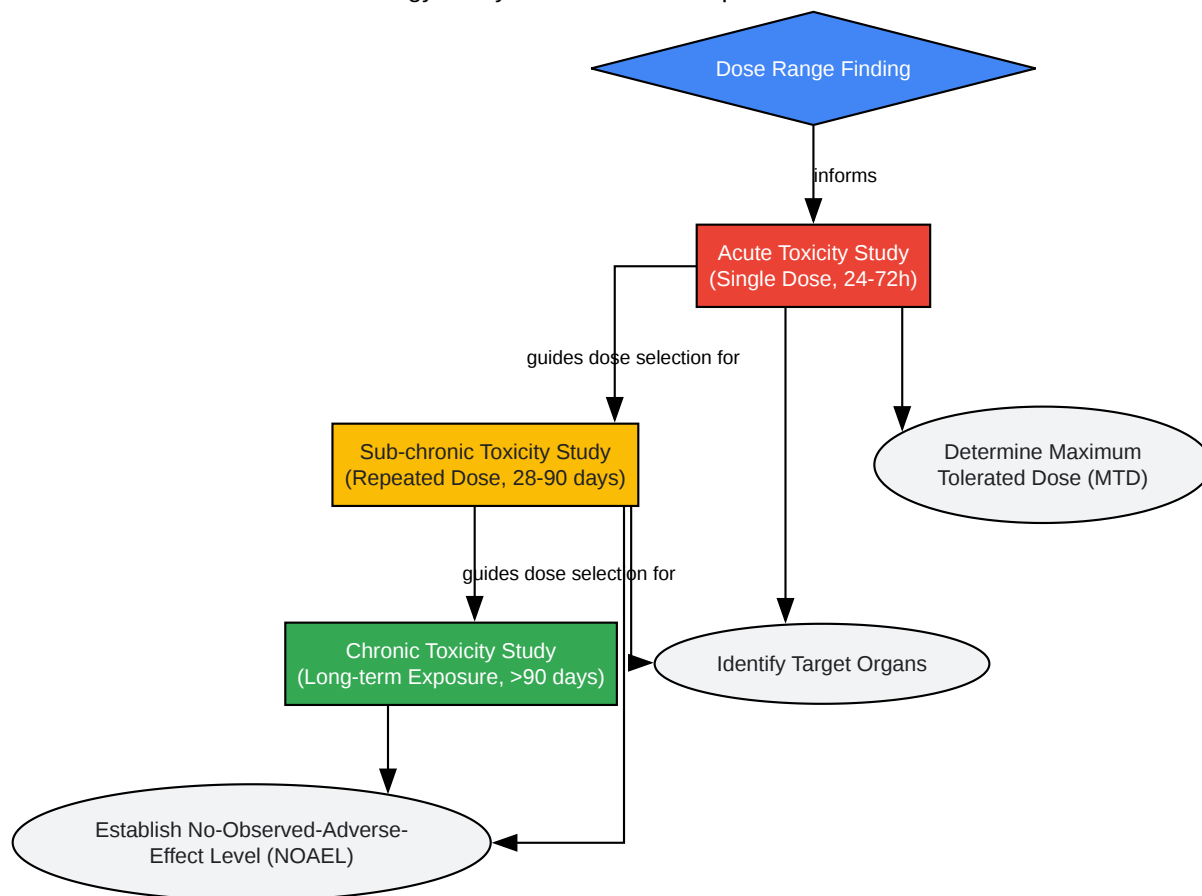 Dose Range Finding
informs
Acute Toxicity Study
(Single Dose, 24-72h)
guides dose selection for
Sub-chronic Toxicity Study
(Repeated Dose, 28-90 days)
Determine Maximum
Tolerated Dose (MTD)
guides dose selection for
Chronic Toxicity Study
(Long-term Exposure, >90 days)
Identify Target Organs
Establish No-Observed-Adverse-
Effect Level (NOAEL)